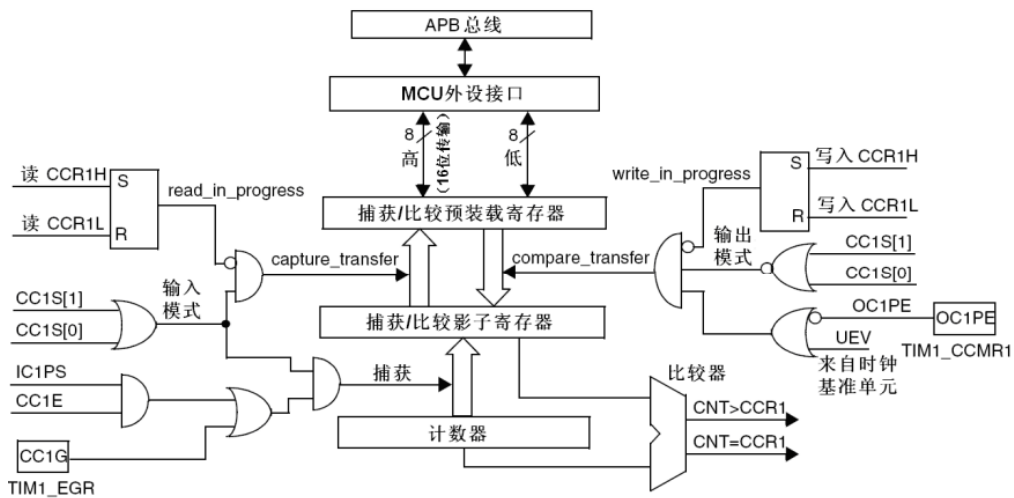 APB 总线
MCU外设接口
8
高
(16位传输)
8
低
读 CCR1H
S
read_in_progress
读 CCR1L
R
write_in_progress
S
写入 CCR1H
R
写入 CCR1L
捕获/比较预装载寄存器
capture_transfer
compare_transfer
输出
模式
CC1S[1]
CC1S[0]
CC1S[1]
输入
模式
CC1S[0]
捕获/比较影子寄存器
OC1PE
OC1PE
UEV
TIM1_CCMR1
来自时钟
基准单元
IC1PS
CC1E
捕获
比较器
CNT>CCR1
计数器
CNT=CCR1
CC1G
TIM1_EGR